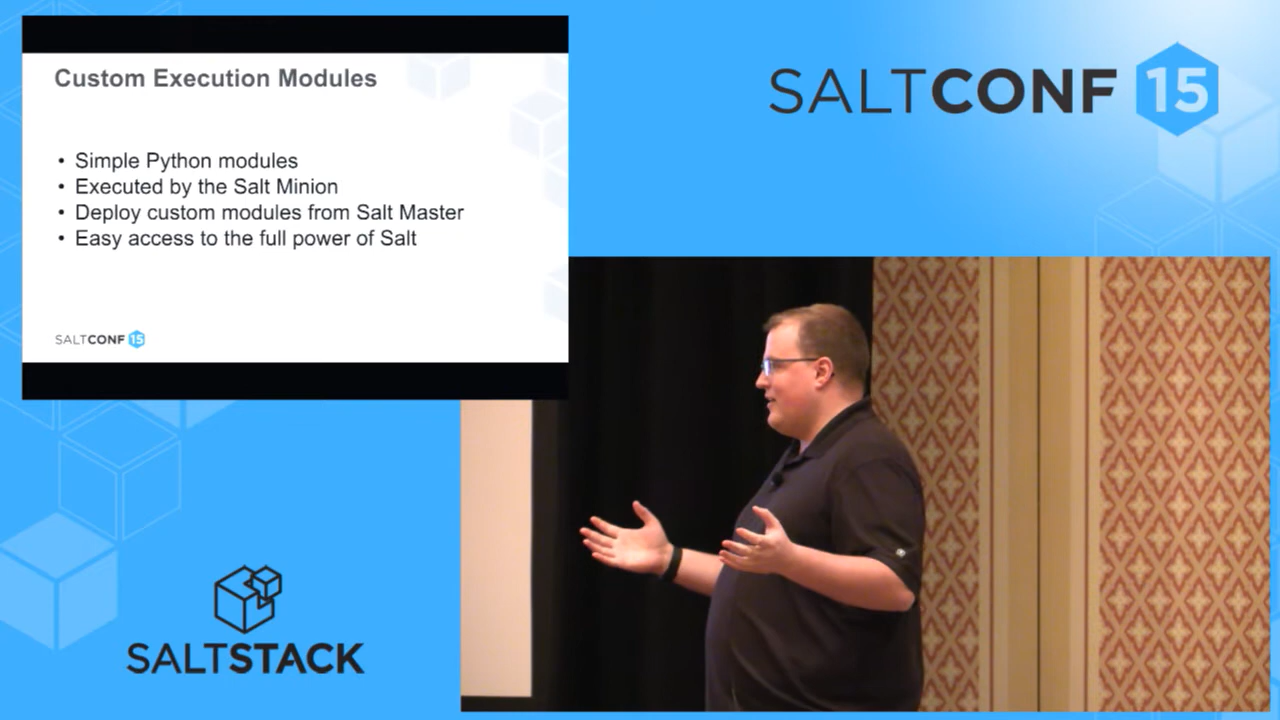 Custom Execution Modules
• Simple Python modules
• Executed by the Salt Minion
• Deploy custom modules from Salt Master
• Easy access to the full power of Salt
SALTCONF 15
SALTCONF 15
SALTSTACK